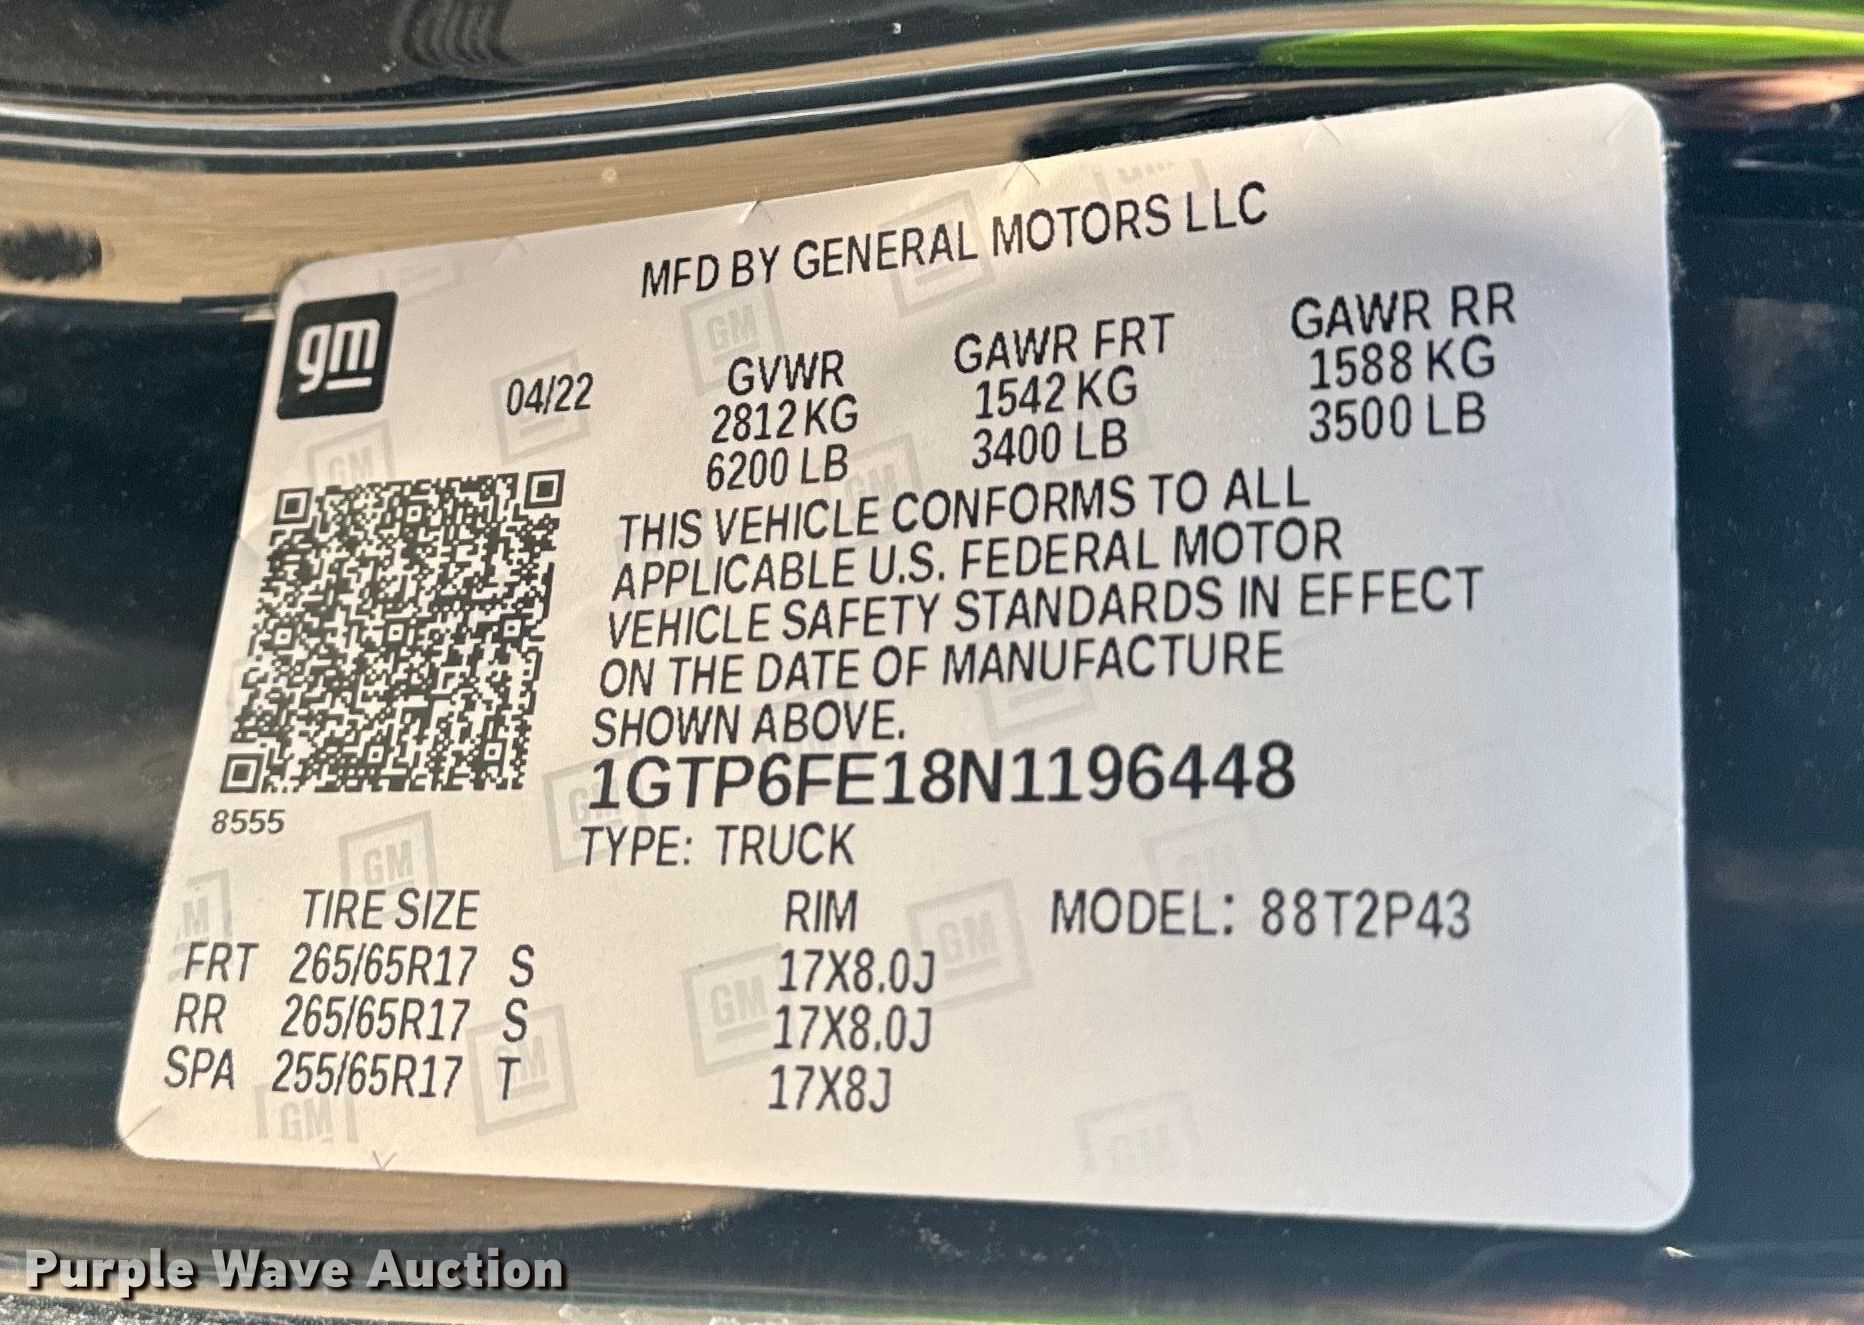 MFD BY GENERAL MOTORS LLC
gm
04/22 GVWR GAWR FRT GAWR RR
2812KG 1542 KG 1588 KG
6200 LB 3400 LB 3500 LB
THIS VEHICLE CONFORMS TO ALL
APPLICABLE U.S. FEDERAL MOTOR
VEHICLE SAFETY STANDARDS IN EFFECT
ON THE DATE OF MANUFACTURE
SHOWN ABOVE.
1GTP6FE18N1196448
8555
TYPE: TRUCK
TIRE SIZE RIM MODEL: 88T2P43
FRT 265/65R17 S 17X8.0J
RR 265/65R17 S 17X8.0J
SPA 255/65R17 T 17X8J
Purple Wave Auction